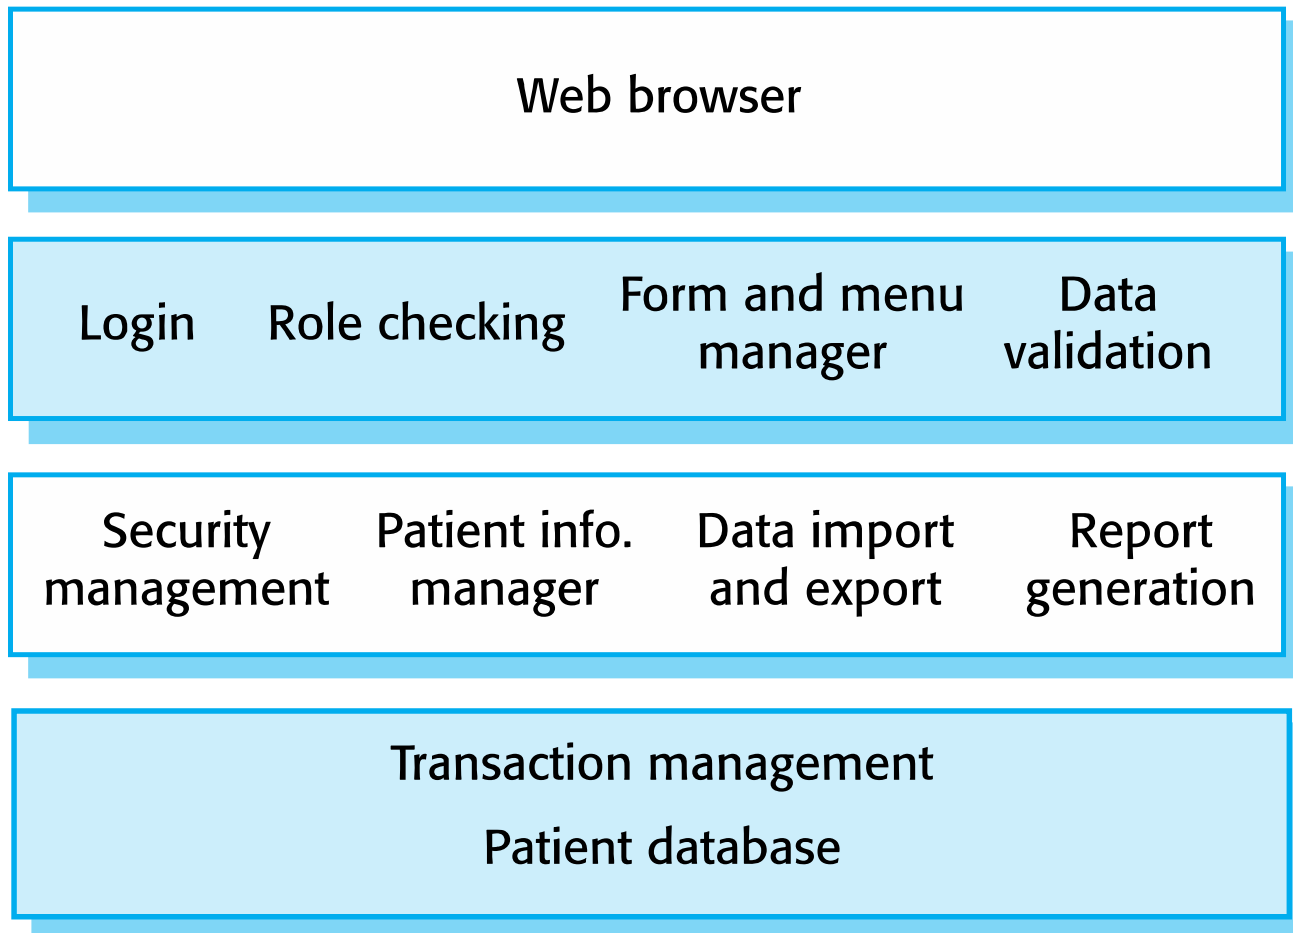 Web browser
Login
Role checking
Form and menu
manager
Data
validation
Security
management
Patient info.
manager
Data import
and export
Report
generation
Transaction management
Patient database